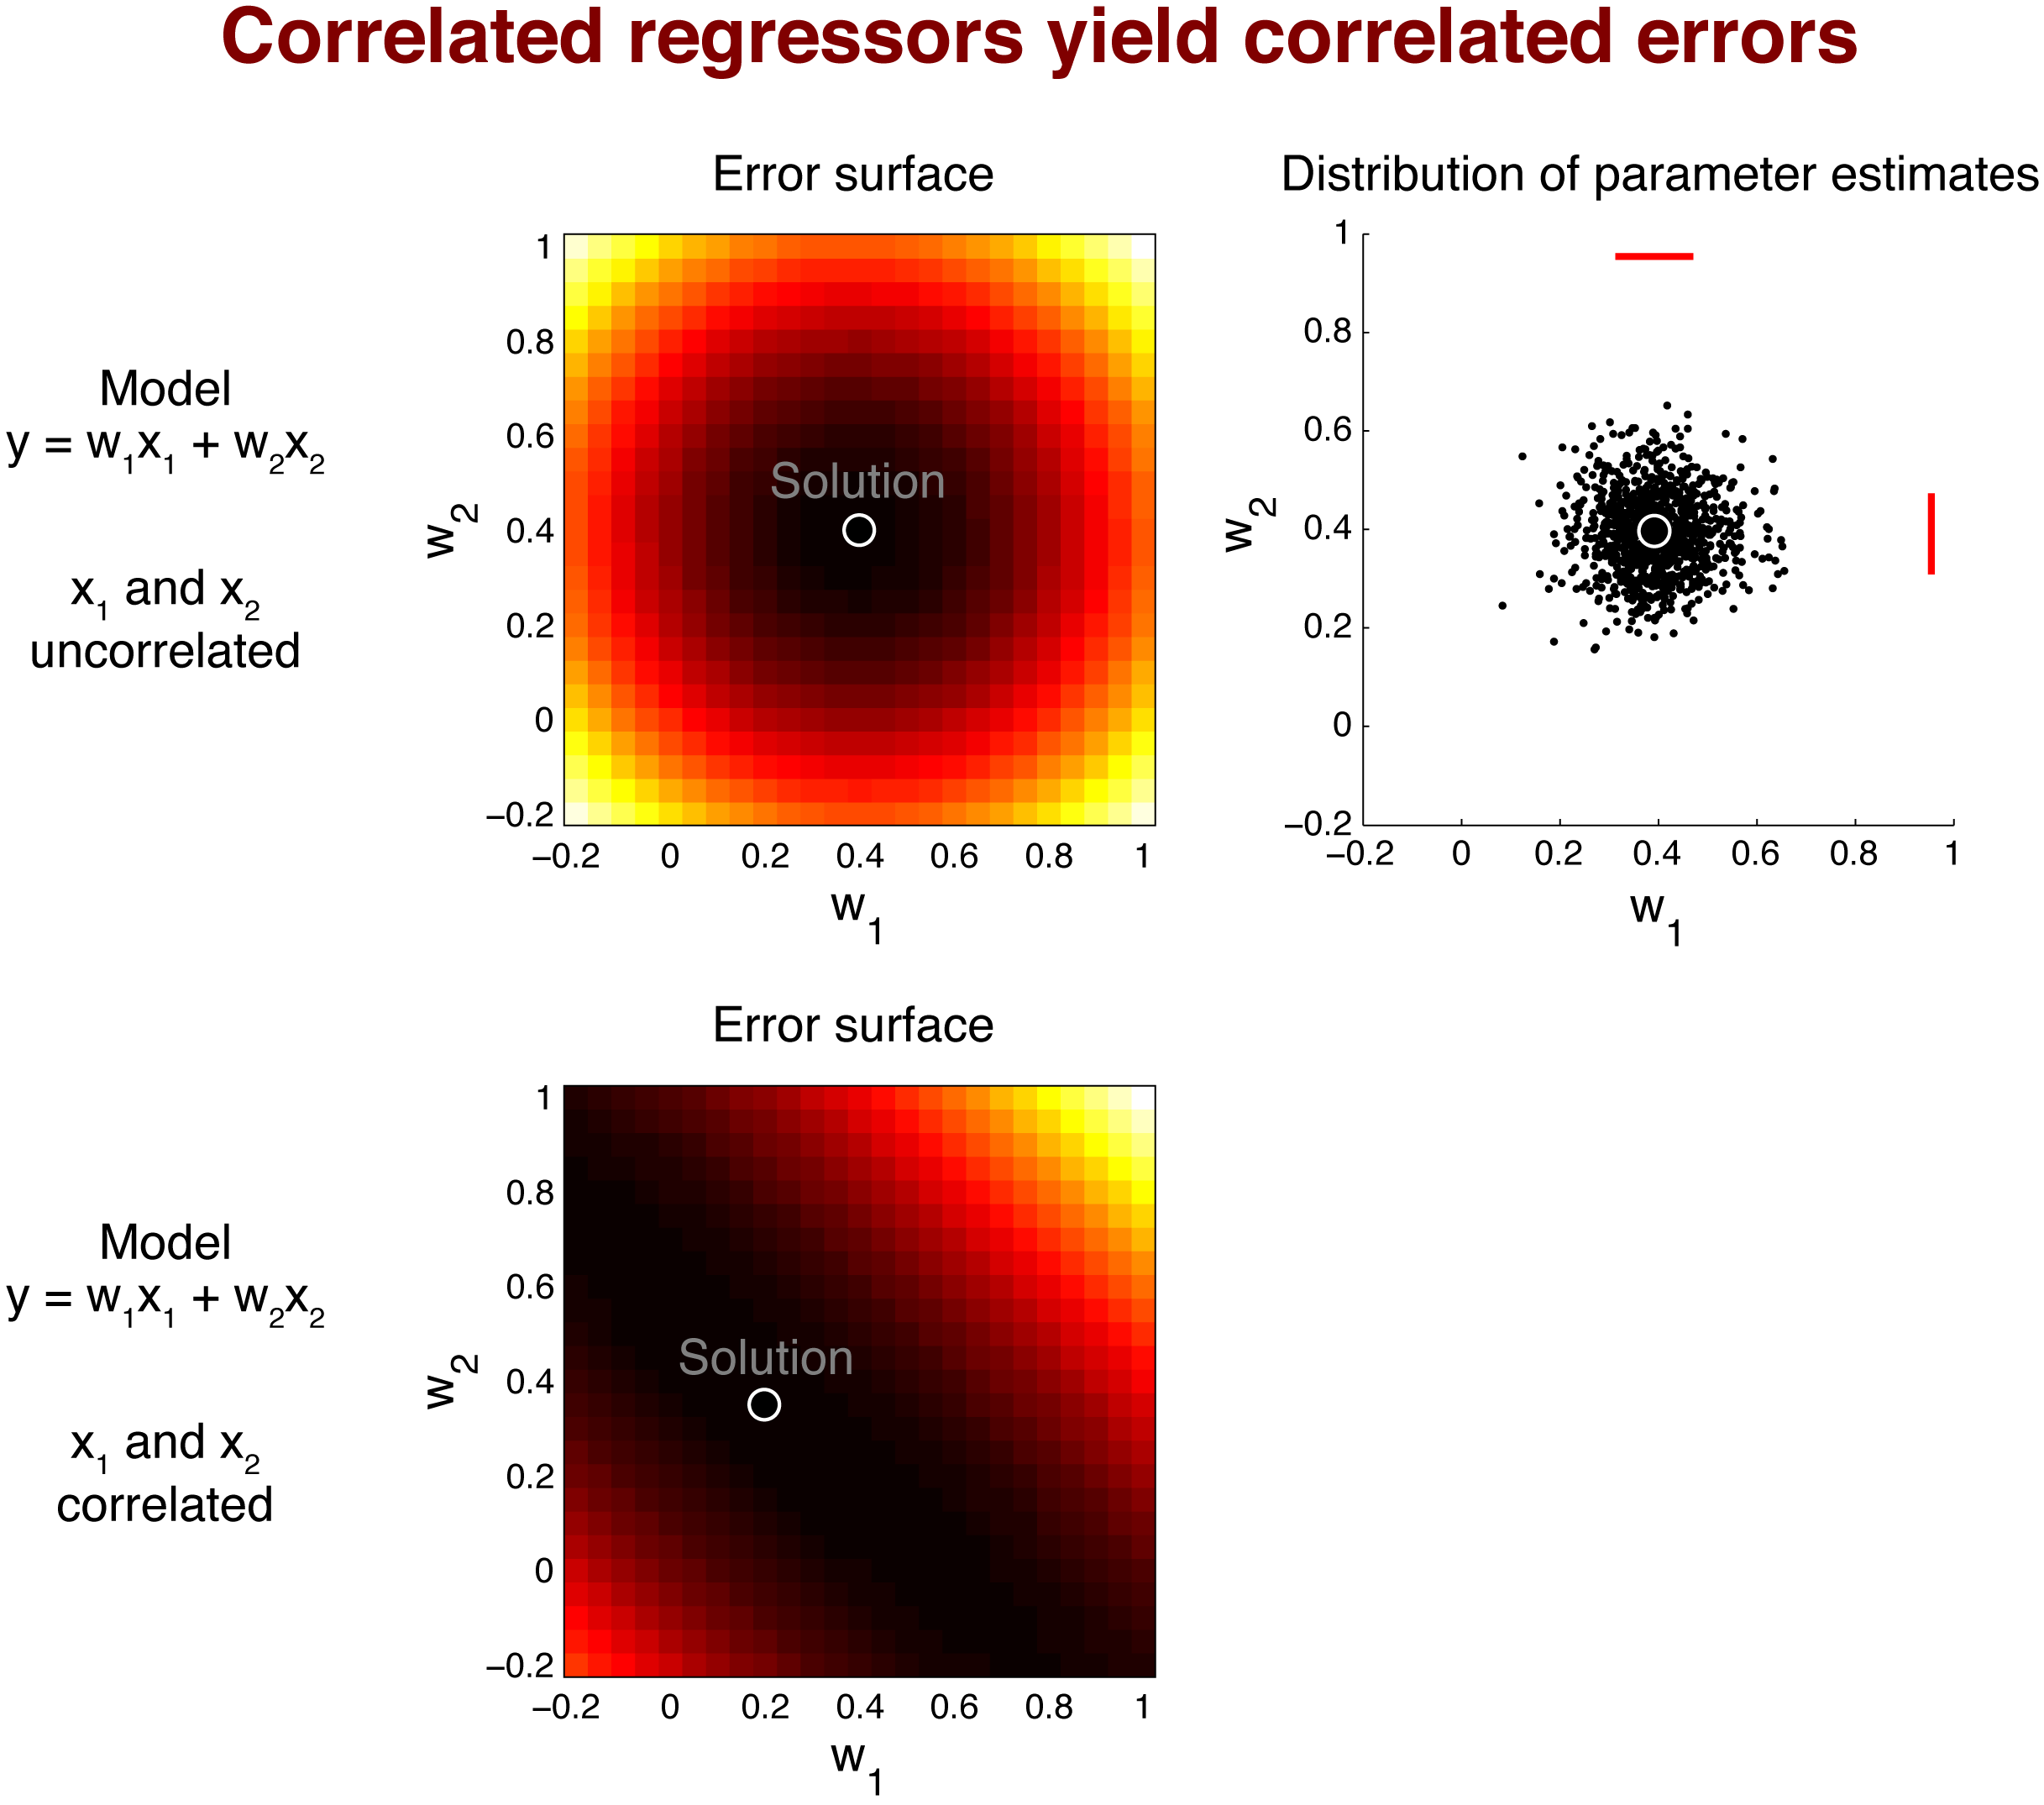 Correlated regressors yield correlated errors
Error surface
Distribution of parameter estimates
Model
y = w₁x₁ + w₂x₂
x₁ and x₂
uncorrelated
w₂
1
0.8
0.6
0.4
0.2
0
−0.2
Solution
−0.2 0 0.2 0.4 0.6 0.8 1
w₁
w₂
1
0.8
0.6
0.4
0.2
0
−0.2
−0.2 0 0.2 0.4 0.6 0.8 1
w₁
Error surface
Model
y = w₁x₁ + w₂x₂
x₁ and x₂
correlated
w₂
1
0.8
0.6
0.4
0.2
0
−0.2
Solution
−0.2 0 0.2 0.4 0.6 0.8 1
w₁